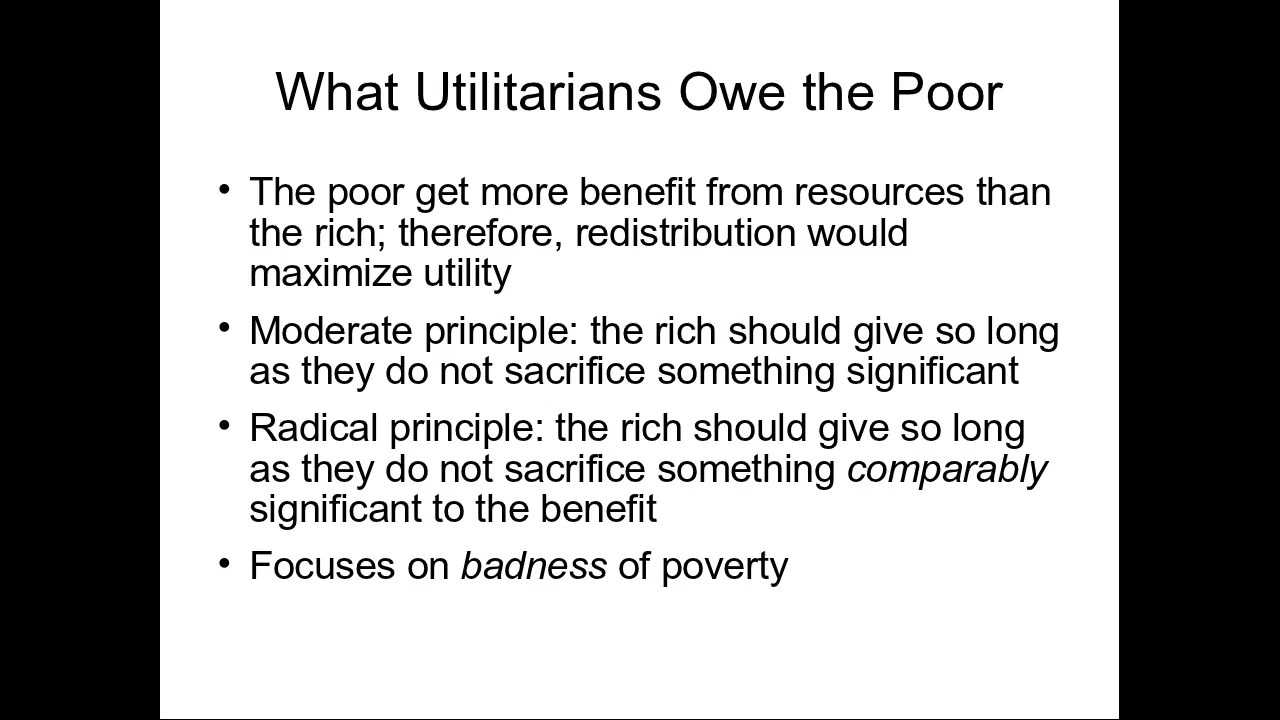 What Utilitarians Owe the Poor
• The poor get more benefit from resources than
the rich; therefore, redistribution would
maximize utility
• Moderate principle: the rich should give so long
as they do not sacrifice something significant
• Radical principle: the rich should give so long
as they do not sacrifice something comparably
significant to the benefit
• Focuses on badness of poverty